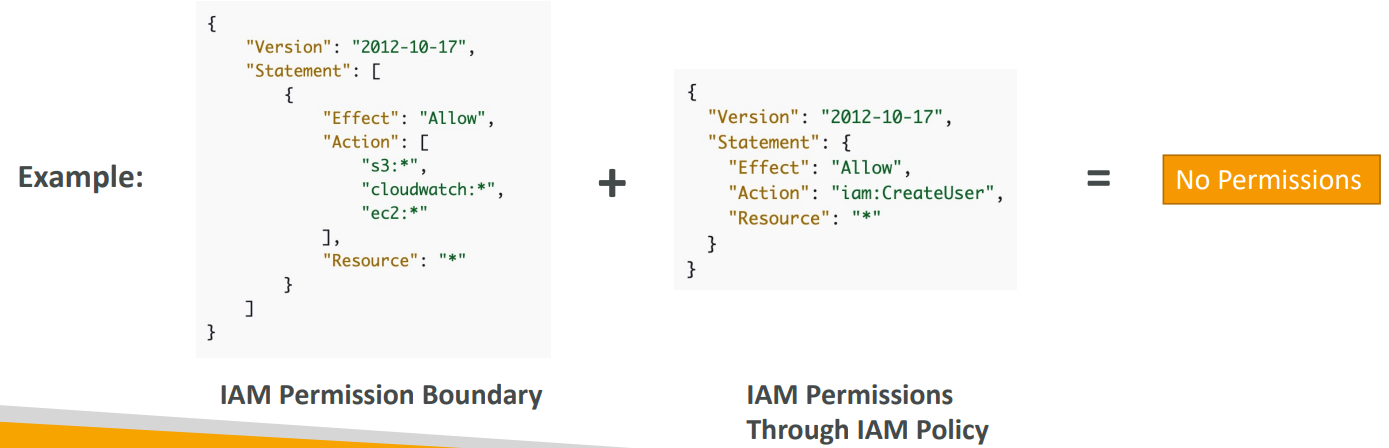 Example:
{
    "Version": "2012-10-17",
    "Statement": [
        {
            "Effect": "Allow",
            "Action": [
                "s3:*",
                "cloudwatch:*",
                "ec2:*"
            ],
            "Resource": "*"
        }
    ]
}
IAM Permission Boundary
+
{
  "Version": "2012-10-17",
  "Statement": {
    "Effect": "Allow",
    "Action": "iam:CreateUser",
    "Resource": "*"
  }
}
IAM Permissions
Through IAM Policy
=
No Permissions